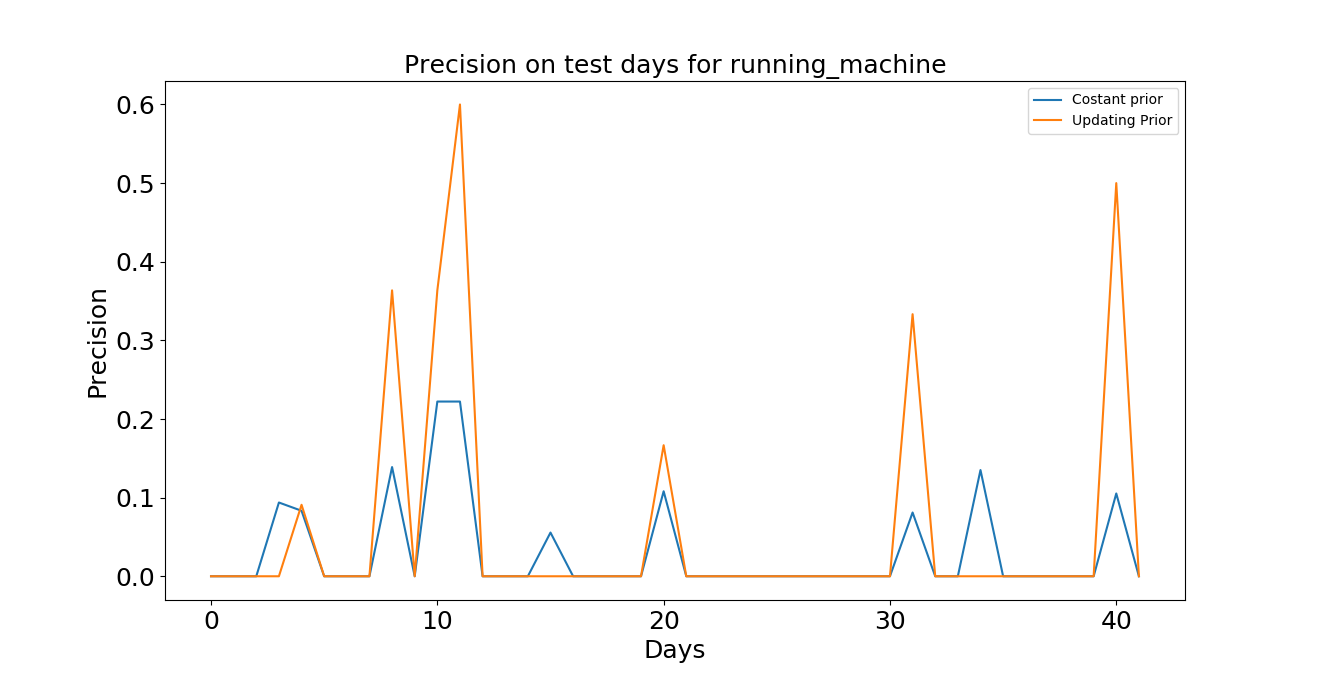 Precision on test days for running_machine
Costant prior
Updating Prior
0.6
0.5
0.4
0.3
0.2
0.1
0.0
Precision
0 10 20 30 40
Days